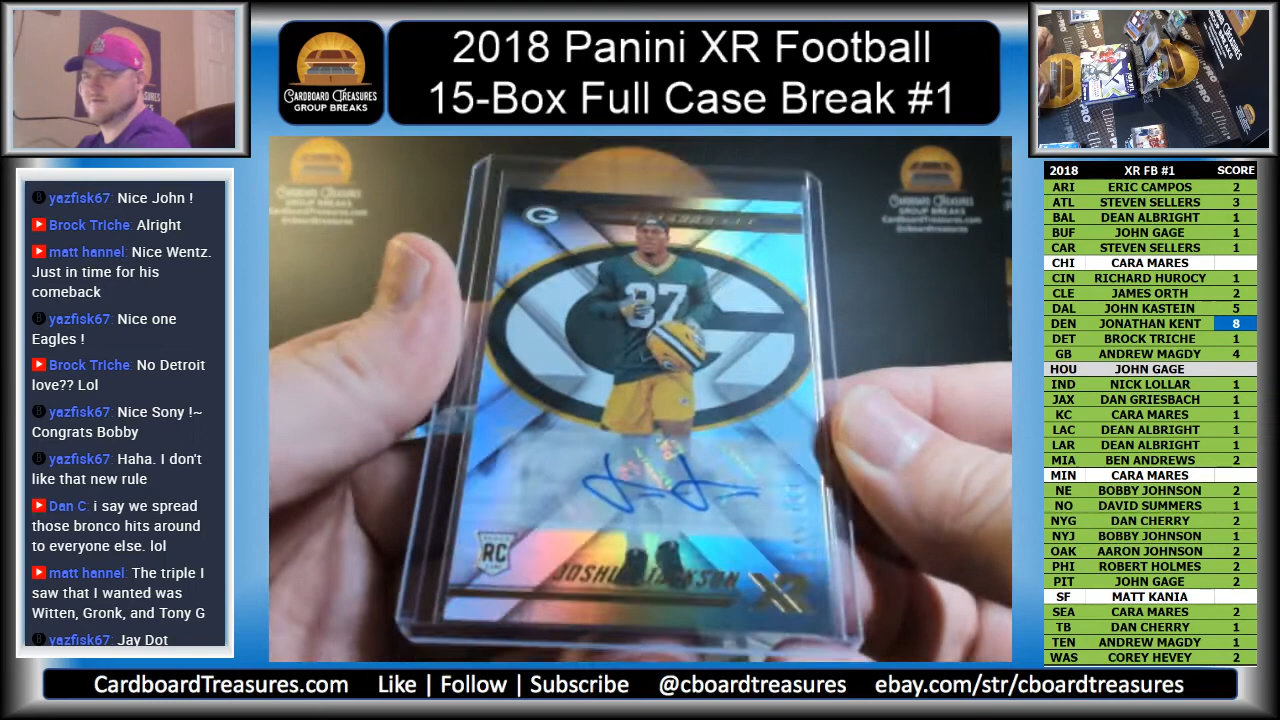 2018 Panini XR Football
15-Box Full Case Break #1
CARDBOARD TREASURES
GROUP BREAKS
yazfisk67: Nice John !
Brock Triche: Alright
matt hannel: Nice Wentz.
Just in time for his
comeback
yazfisk67: Nice one
Eagles !
Brock Triche: No Detroit
love?? Lol
yazfisk67: Nice Sony !~
Congrats Bobby
yazfisk67: Haha. I don't
like that new rule
Dan C: i say we spread
those bronco hits around
to everyone else. lol
matt hannel: The triple I
saw that I wanted was
Witten, Gronk, and Tony G
yazfisk67: Jay Dot
CARDBOARD TREASURES
GROUP BREAKS
CARDBOARD TREASURES
GROUP BREAKS
@cboardtreasures
G
87
G
RC
JOSHUA JACKSON
XR
2018 XR FB #1 SCORE
ARI ERIC CAMPOS 2
ATL STEVEN SELLERS 3
BAL DEAN ALBRIGHT 1
BUF JOHN GAGE 1
CAR STEVEN SELLERS 1
CHI CARA MARES
CIN RICHARD HUROCY 1
CLE JAMES ORTH 2
DAL JOHN KASTEIN 5
DEN JONATHAN KENT 8
DET BROCK TRICHE 1
GB ANDREW MAGDY 4
HOU JOHN GAGE
IND NICK LOLLAR 1
JAX DAN GRIESBACH 1
KC CARA MARES 1
LAC DEAN ALBRIGHT 1
LAR DEAN ALBRIGHT 1
MIA BEN ANDREWS 2
MIN CARA MARES
NE BOBBY JOHNSON 2
NO DAVID SUMMERS 1
NYG DAN CHERRY 2
NYJ BOBBY JOHNSON 1
OAK AARON JOHNSON 2
PHI ROBERT HOLMES 2
PIT JOHN GAGE 2
SF MATT KANIA
SEA CARA MARES 2
TB DAN CHERRY 1
TEN ANDREW MAGDY 1
WAS COREY HEVEY 2
CardboardTreasures.com Like | Follow | Subscribe @cboardtreasures ebay.com/str/cboardtreasures